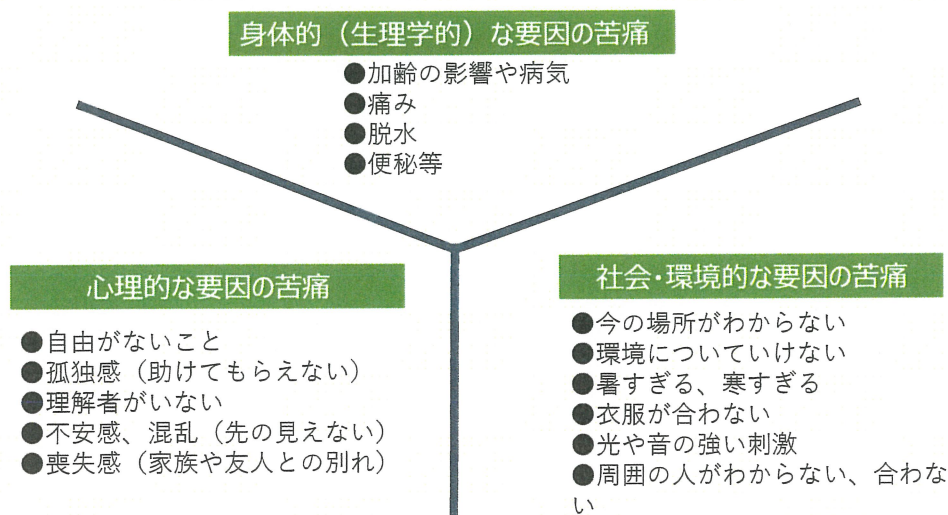 身体的（生理学的）な要因の苦痛
●加齢の影響や病気
●痛み
●脱水
●便秘等
心理的な要因の苦痛
●自由がないこと
●孤独感（助けてもらえない）
●理解者がいない
●不安感、混乱（先の見えない）
●喪失感（家族や友人との別れ）
社会・環境的な要因の苦痛
●今の場所がわからない
●環境についていけない
●暑すぎる、寒すぎる
●衣服が合わない
●光や音の強い刺激
●周囲の人がわからない、合わな
い